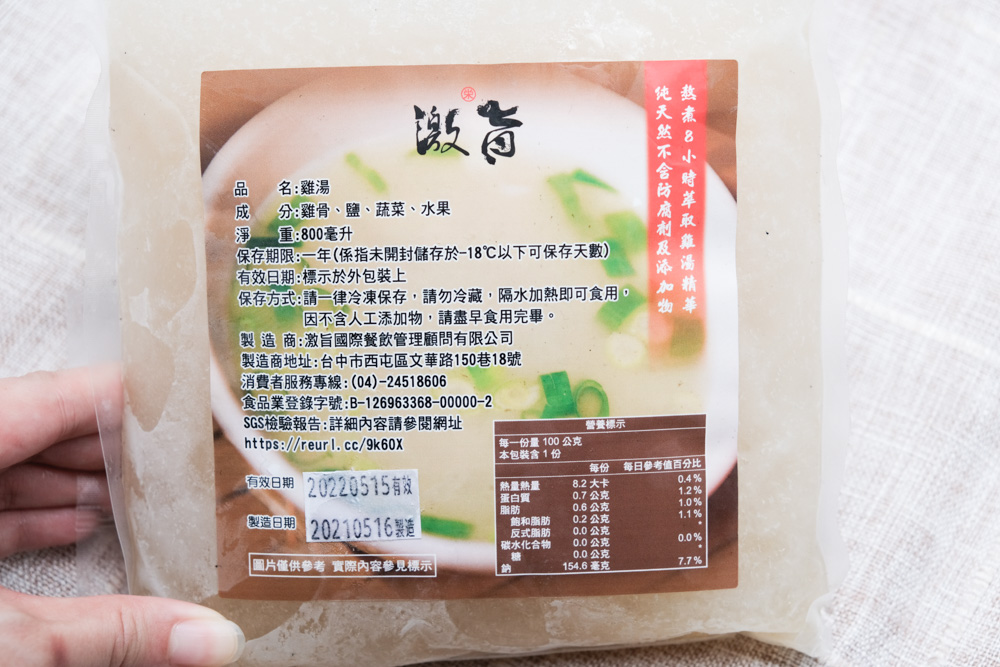 激旨
熬煮8小時萃取雞湯精華
純天然不含防腐劑及添加物
品　　名:雞湯
成　　分:雞骨、鹽、蔬菜、水果
淨　　重:800毫升
保存期限:一年(係指未開封儲存於-18℃以下可保存天數)
有效日期:標示於外包裝上
保存方式:請一律冷凍保存，請勿冷藏，隔水加熱即可食用，
因不含人工添加物，請盡早食用完畢。
製 造 商:激旨國際餐飲管理顧問有限公司
製造商地址:台中市西屯區文華路150巷18號
消費者服務專線:(04)-24518606
食品業登錄字號:B-126963368-00000-2
SGS檢驗報告:詳細內容請參閱網址
https://reurl.cc/9k60X
有效日期 20220515有效
製造日期 20210516製造
圖片僅供參考 實際內容參見標示
營養標示
每一份量 100 公克
本包裝含 1 份
每份 每日參考值百分比
熱量熱量 8.2 大卡 0.4%
蛋白質 0.7 公克 1.2%
脂肪 0.6 公克 1.0%
飽和脂肪 0.2 公克 1.1%
反式脂肪 0.0 公克 *
碳水化合物 0.0 公克 0.0%
糖 0.0 公克 *
鈉 154.6 毫克 7.7%